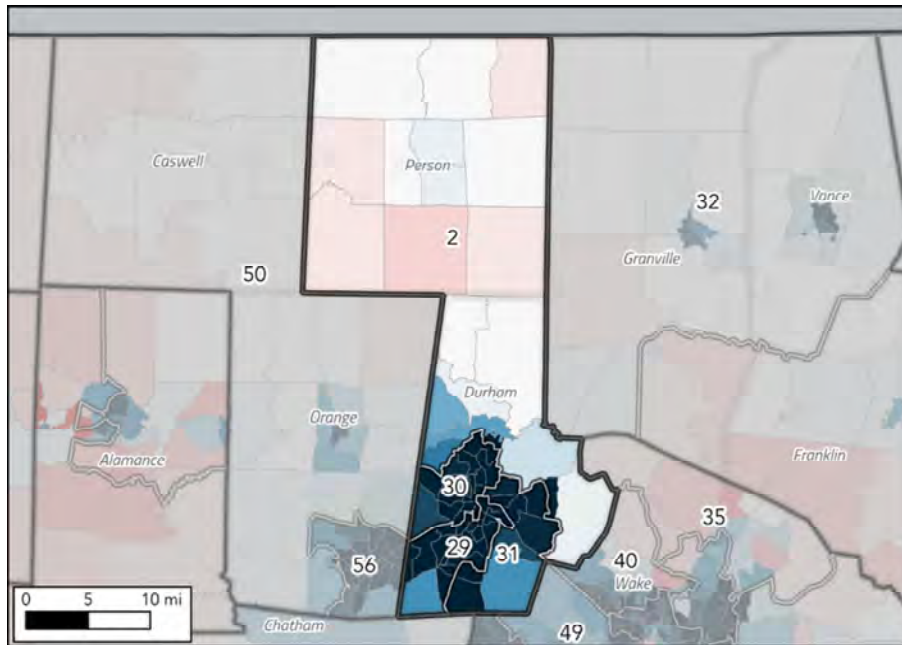 Caswell
Person
32
Vance
2
Granville
50
Durham
Orange
Franklin
Alamance
30
35
29
31
56
40
Wake
0 5 10 mi
Chatham
49